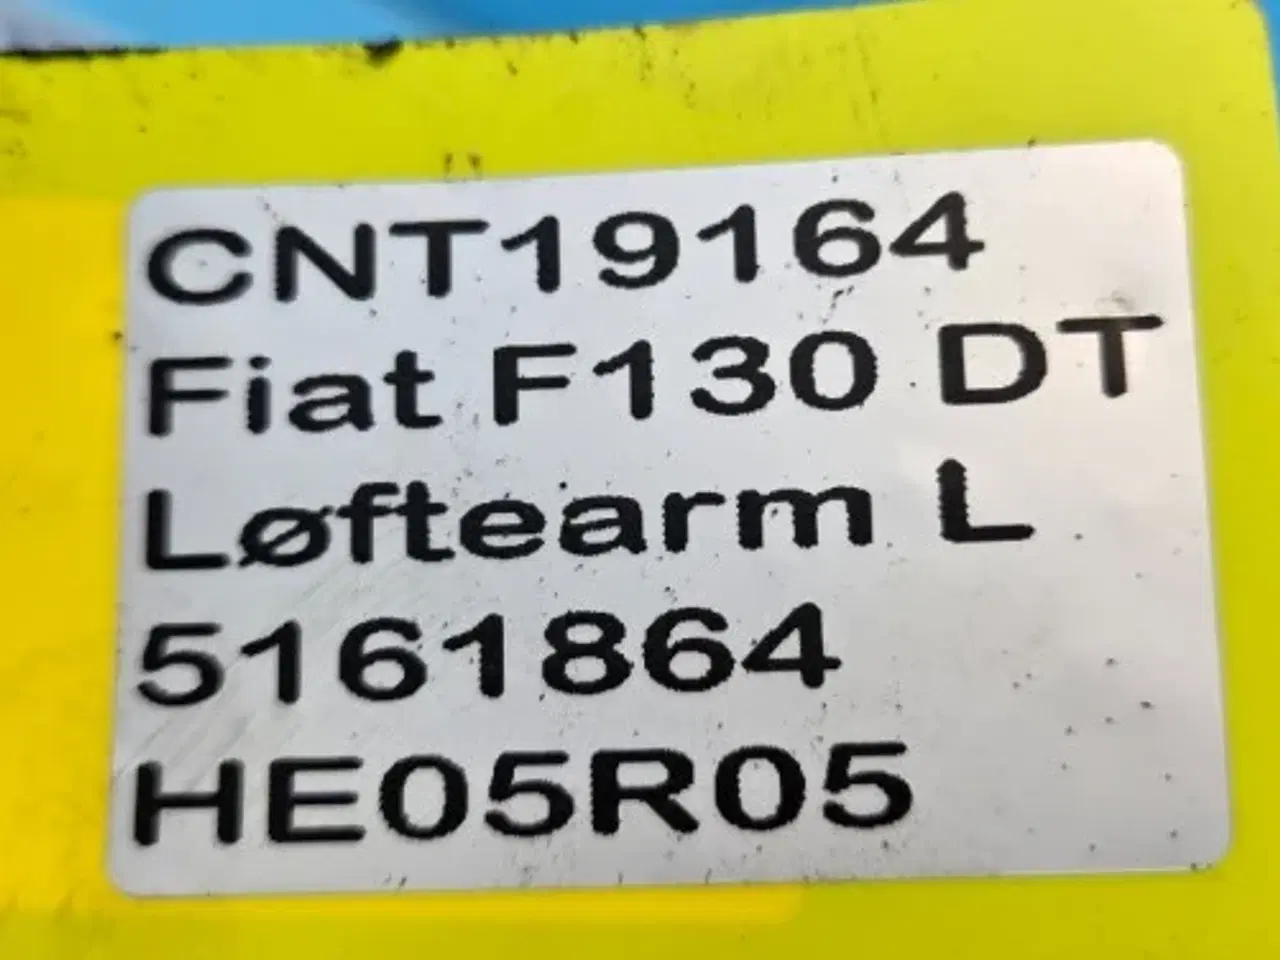 CNT19164
Fiat F130 DT
Løftearm L
5161864
HE05R05